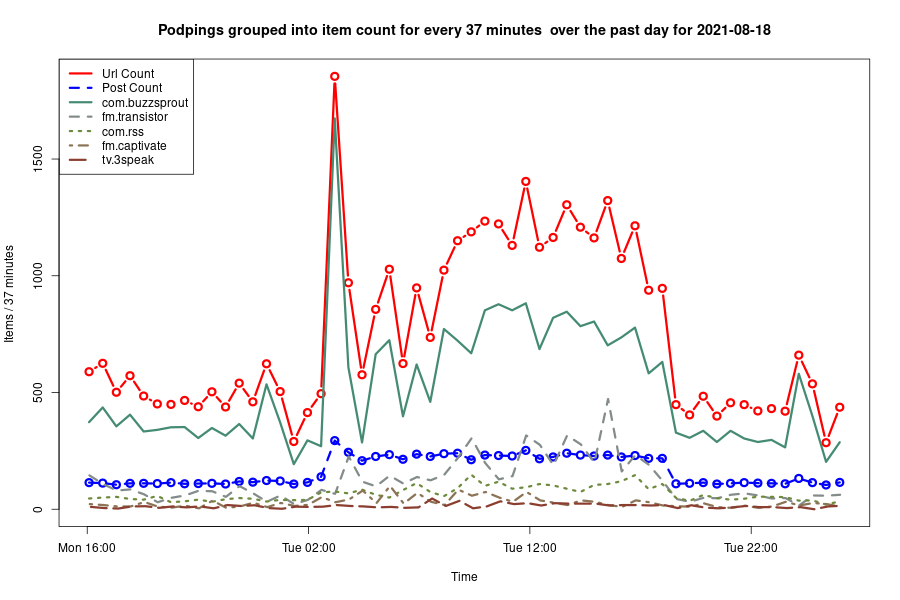 Podpings grouped into item count for every 37 minutes  over the past day for 2021-08-18
Url Count
Post Count
com.buzzsprout
fm.transistor
com.rss
fm.captivate
tv.3speak
Items / 37 minutes
1500
1000
500
0
Mon 16:00
Tue 02:00
Tue 12:00
Tue 22:00
Time